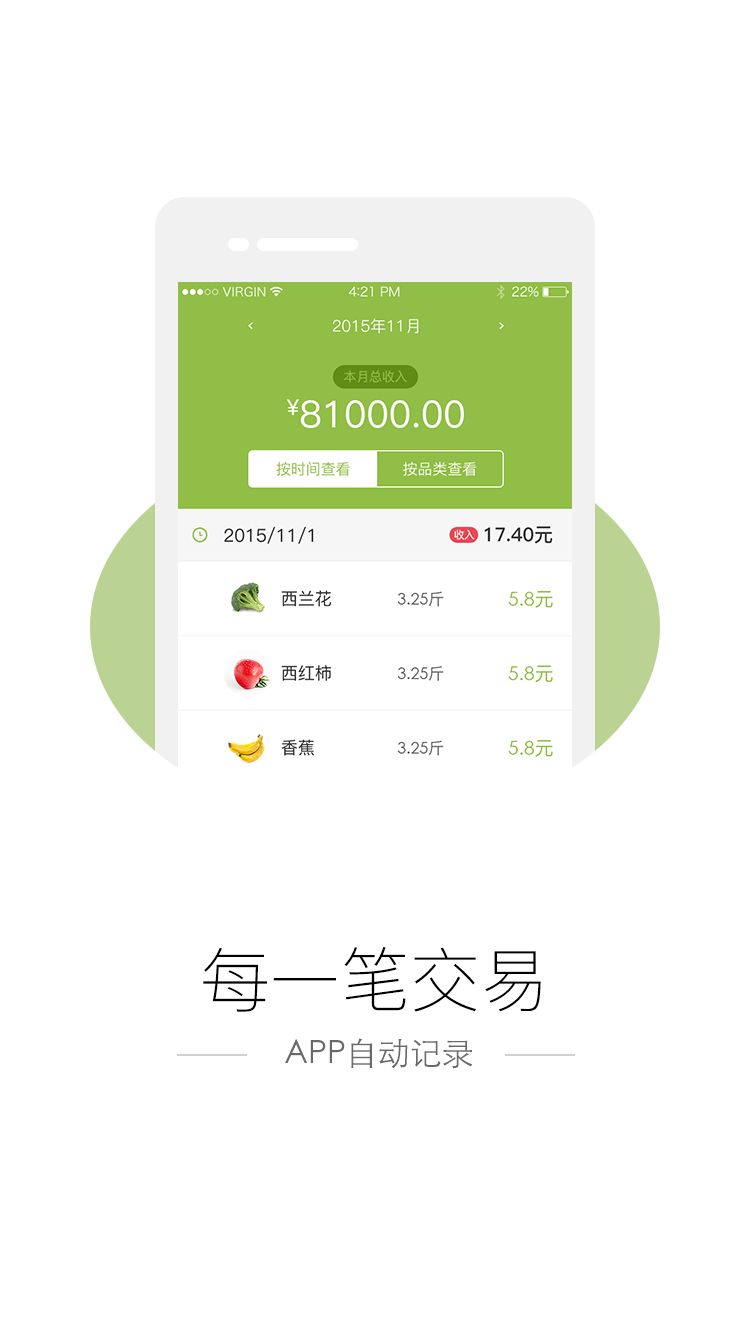 ●●●○○ VIRGIN 4:21 PM 22%
‹ 2015年11月 ›
本月总收入
¥81000.00
按时间查看 按品类查看
2015/11/1 收入 17.40元
西兰花 3.25斤 5.8元
西红柿 3.25斤 5.8元
香蕉 3.25斤 5.8元
每一笔交易
APP自动记录